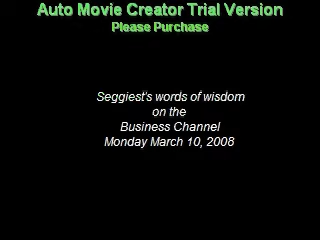 Auto Movie Creator Trial Version
Please Purchase
Seggiest's words of wisdom
on the
Business Channel
Monday March 10, 2008